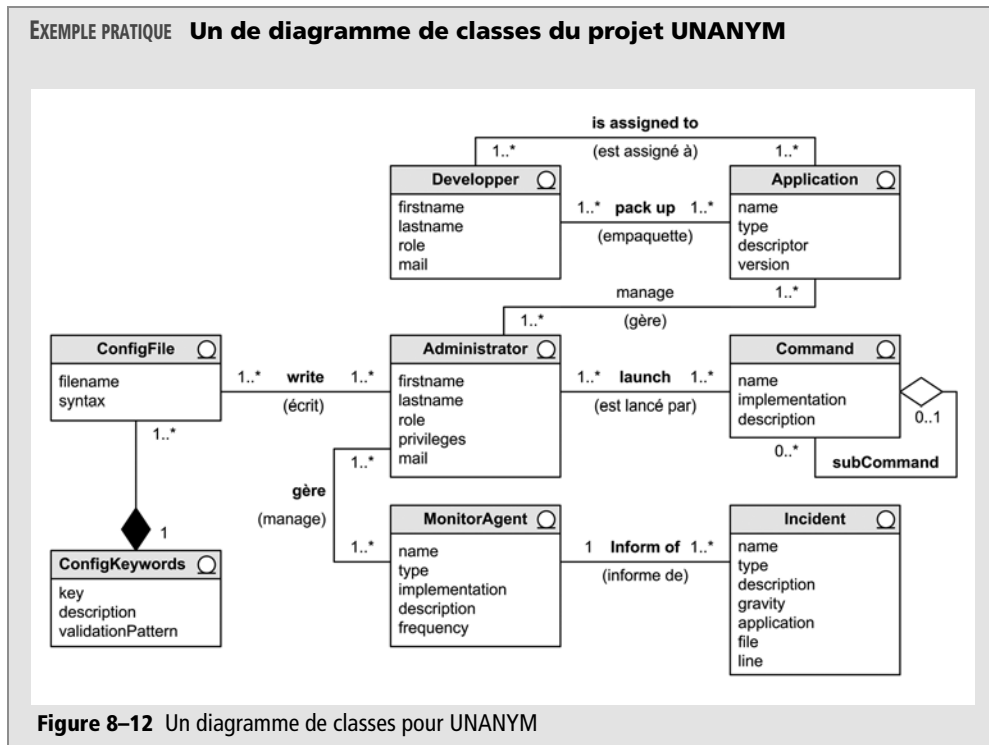 EXEMPLE PRATIQUE Un de diagramme de classes du projet UNANYM
is assigned to
1..* (est assigné à) 1..*
Developper
firstname
lastname
role
mail
1..* pack up 1..*
(empaquette)
Application
name
type
descriptor
version
manage 1..*
1..* (gère)
ConfigFile
filename
syntax
1..* write 1..*
(écrit)
Administrator
firstname
lastname
role
privileges
mail
1..* launch 1..*
(est lancé par)
Command
name
implementation
description
0..1
0..*
subCommand
1..*
1
ConfigKeywords
key
description
validationPattern
1..*
gère
(manage)
1..*
MonitorAgent
name
type
implementation
description
frequency
1 Inform of 1..*
(informe de)
Incident
name
type
description
gravity
application
file
line
Figure 8–12 Un diagramme de classes pour UNANYM